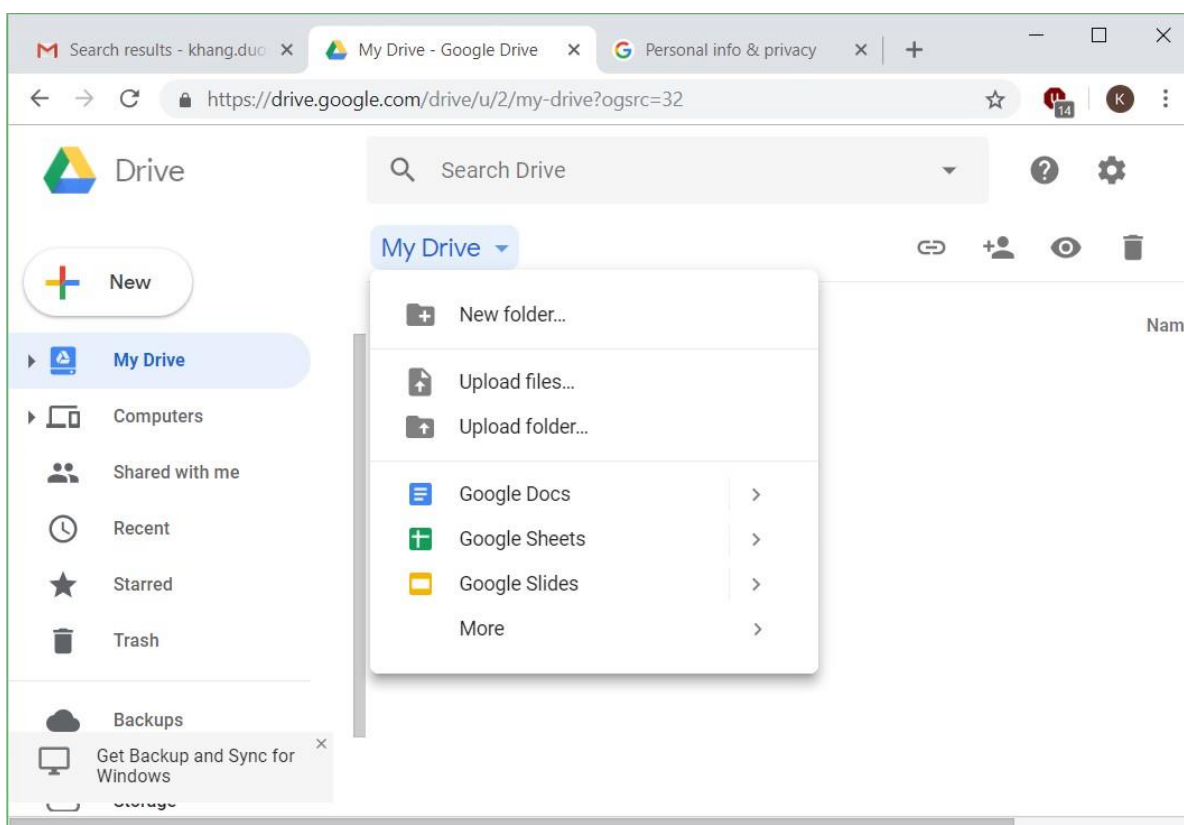 Search results - khang.duo
My Drive - Google Drive
Personal info & privacy
https://drive.google.com/drive/u/2/my-drive?ogsrc=32
14
K
Drive
Search Drive
My Drive
New
New folder...
Nam
My Drive
Upload files...
Computers
Upload folder...
Shared with me
Google Docs
Recent
Google Sheets
Starred
Google Slides
Trash
More
Backups
Get Backup and Sync for
Windows
Storage